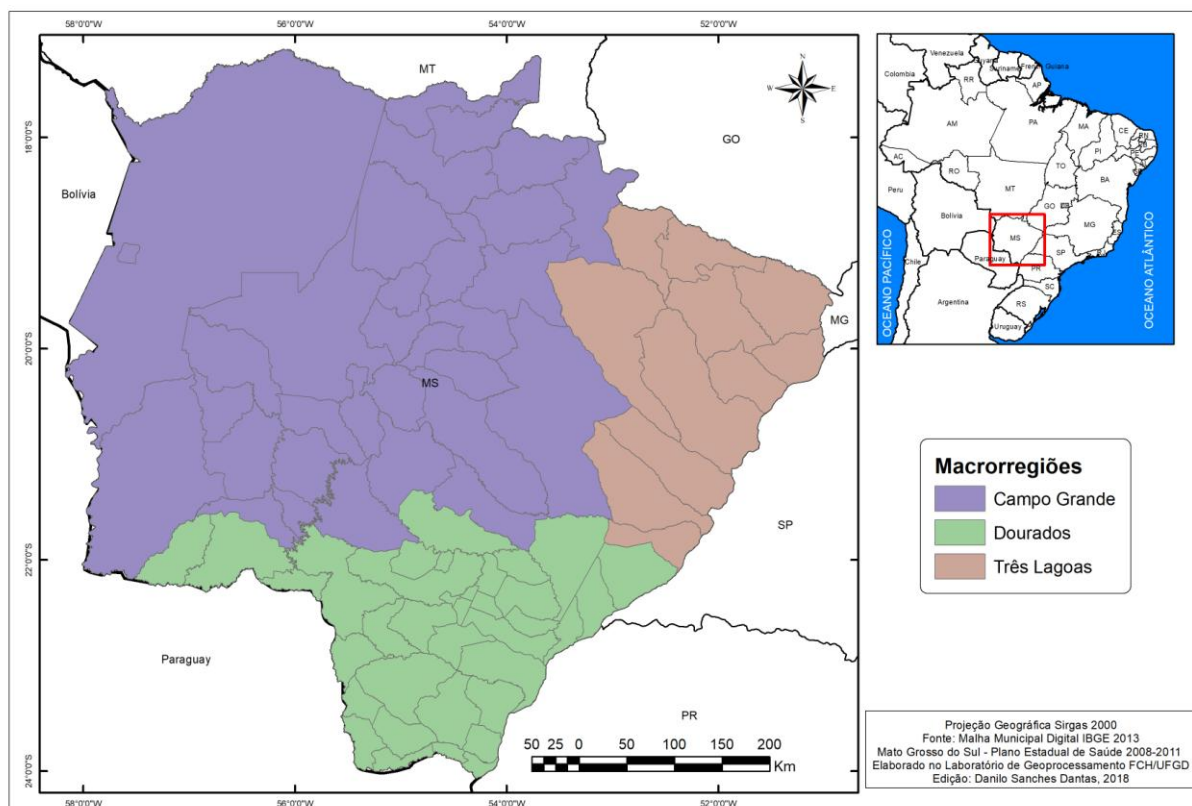 58°0'0"W
56°0'0"W
54°0'0"W
52°0'0"W
MT
N
W
E
S
GO
18°0'0"S
Bolívia
MG
20°0'0"S
MS
SP
22°0'0"S
Paraguay
PR
24°0'0"S
50 25 0 50 100 150 200
Km
58°0'0"W
56°0'0"W
54°0'0"W
52°0'0"W
Venezuela
Suriname
Guiana
Colombia
RR
AP
AM
PA
MA
CE
RN
PI
AC
TO
RO
Peru
MT
BA
GO
Bolivia
MG
MS
ES
SP
Paraguay
PR
Chile
SC
Argentina
RS
Uruguay
OCEANO PACÍFICO
OCEANO ATLÂNTICO
Macrorregiões
Campo Grande
Dourados
Três Lagoas
Projeção Geográfica Sirgas 2000
Fonte: Malha Municipal Digital IBGE 2013
Mato Grosso do Sul - Plano Estadual de Saúde 2008-2011
Elaborado no Laboratório de Geoprocessamento FCH/UFGD
Edição: Danilo Sanches Dantas, 2018